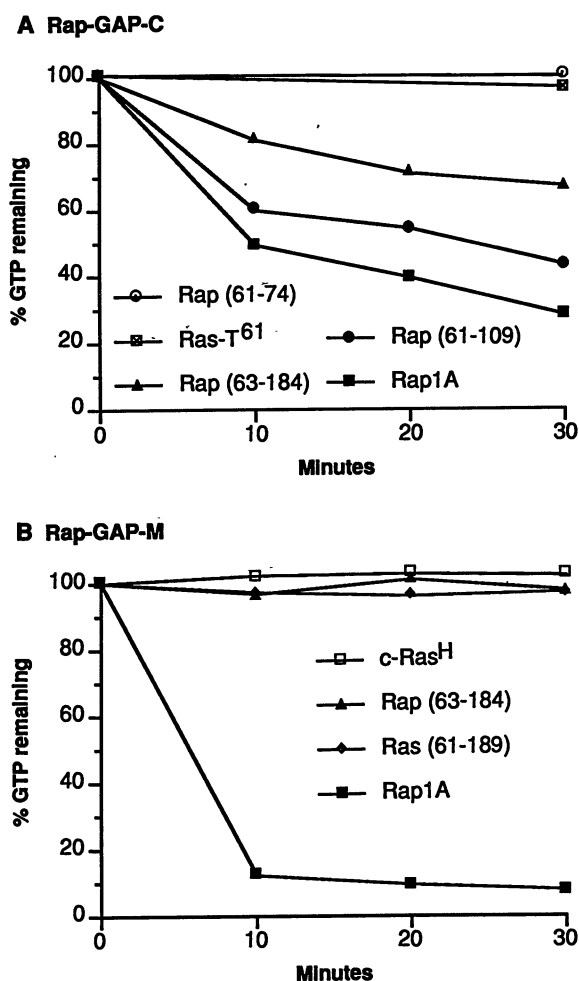 A Rap-GAP-C
100
80
60
40
20
0
% GTP remaining
Rap (61-74)
Ras-T61 Rap (61-109)
Rap (63-184) Rap1A
0 10 20 30
Minutes
B Rap-GAP-M
100
80
60
40
20
0
% GTP remaining
c-RasH
Rap (63-184)
Ras (61-189)
Rap1A
0 10 20 30
Minutes